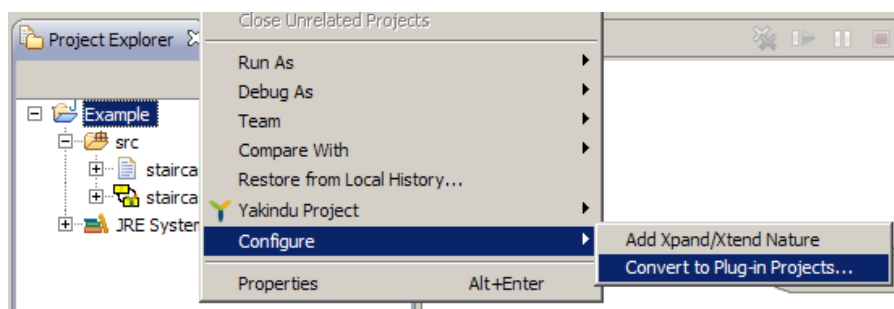 Close Unrelated Projects
Project Explorer
Run As
Debug As
Example
Team
src
Compare With
Restore from Local History...
Yakindu Project
JRE
Configure
Add Xpand/Xtend Nature
Convert to Plug-in Projects...
Properties Alt+Enter